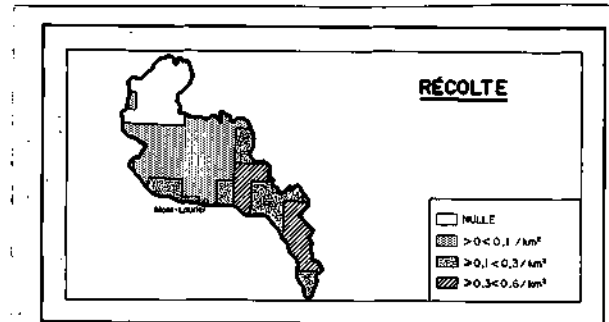 RÉCOLTE
Mont-Laurier
NULLE
>0<0,1/km²
≥0,1<0,3/km²
≥0,3<0,6/km²